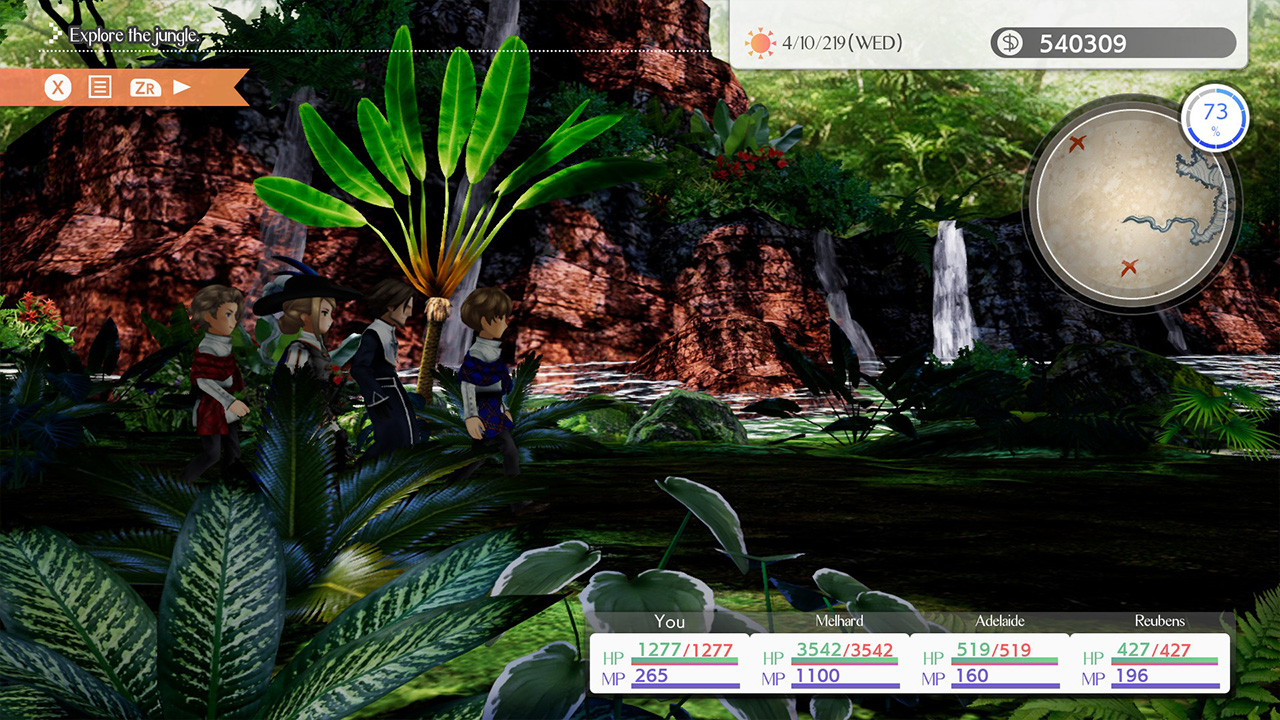 Explore the jungle.
4/10/219(WED)
$ 540309
X ZR
73
%
You Melhard Adelaide Reubens
HP 1277/1277 HP 3542/3542 HP 519/519 HP 427/427
MP 265 MP 1100 MP 160 MP 196